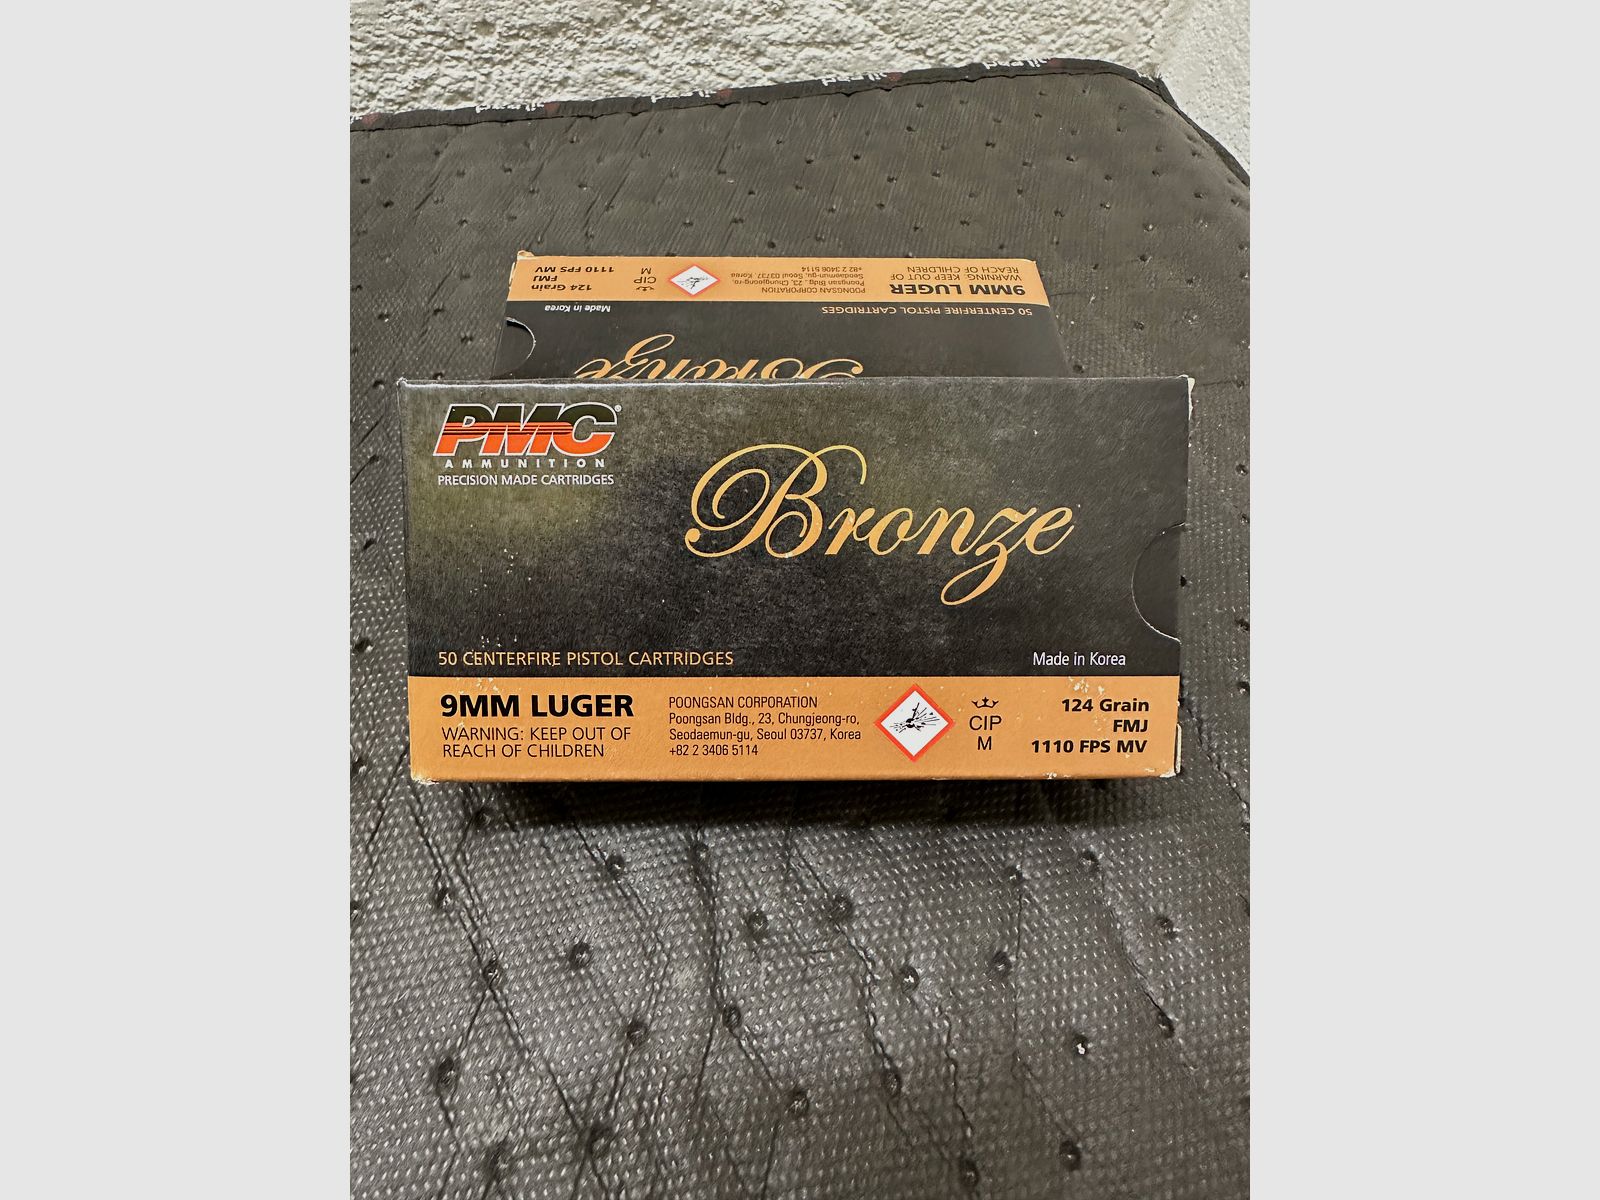 9MM LUGER
WARNING: KEEP OUT OF
REACH OF CHILDREN
POONGSAN CORPORATION
Poongsan Bldg., 23, Chungjeong-ro,
Seodaemun-gu, Seoul 03737, Korea
+82 2 3406 5114
CIP
M
124 Grain
FMJ
1110 FPS MV
50 CENTERFIRE PISTOL CARTRIDGES
Made in Korea
Bronze
PMC®
AMMUNITION
PRECISION MADE CARTRIDGES
Bronze
50 CENTERFIRE PISTOL CARTRIDGES
Made in Korea
9MM LUGER
WARNING: KEEP OUT OF
REACH OF CHILDREN
POONGSAN CORPORATION
Poongsan Bldg., 23, Chungjeong-ro,
Seodaemun-gu, Seoul 03737, Korea
+82 2 3406 5114
CIP
M
124 Grain
FMJ
1110 FPS MV